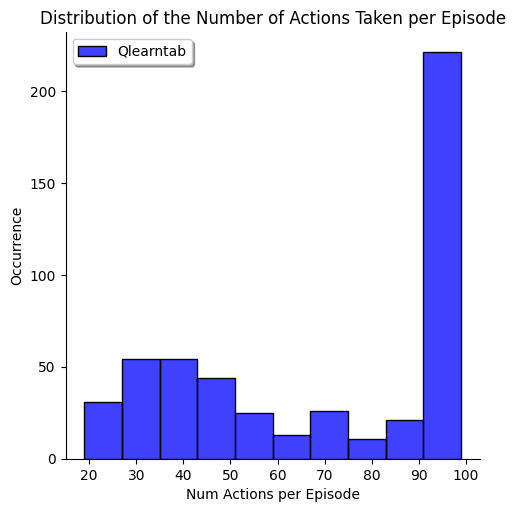 Distribution of the Number of Actions Taken per Episode
Qlearntab
200
150
100
50
0
Occurrence
20 30 40 50 60 70 80 90 100
Num Actions per Episode